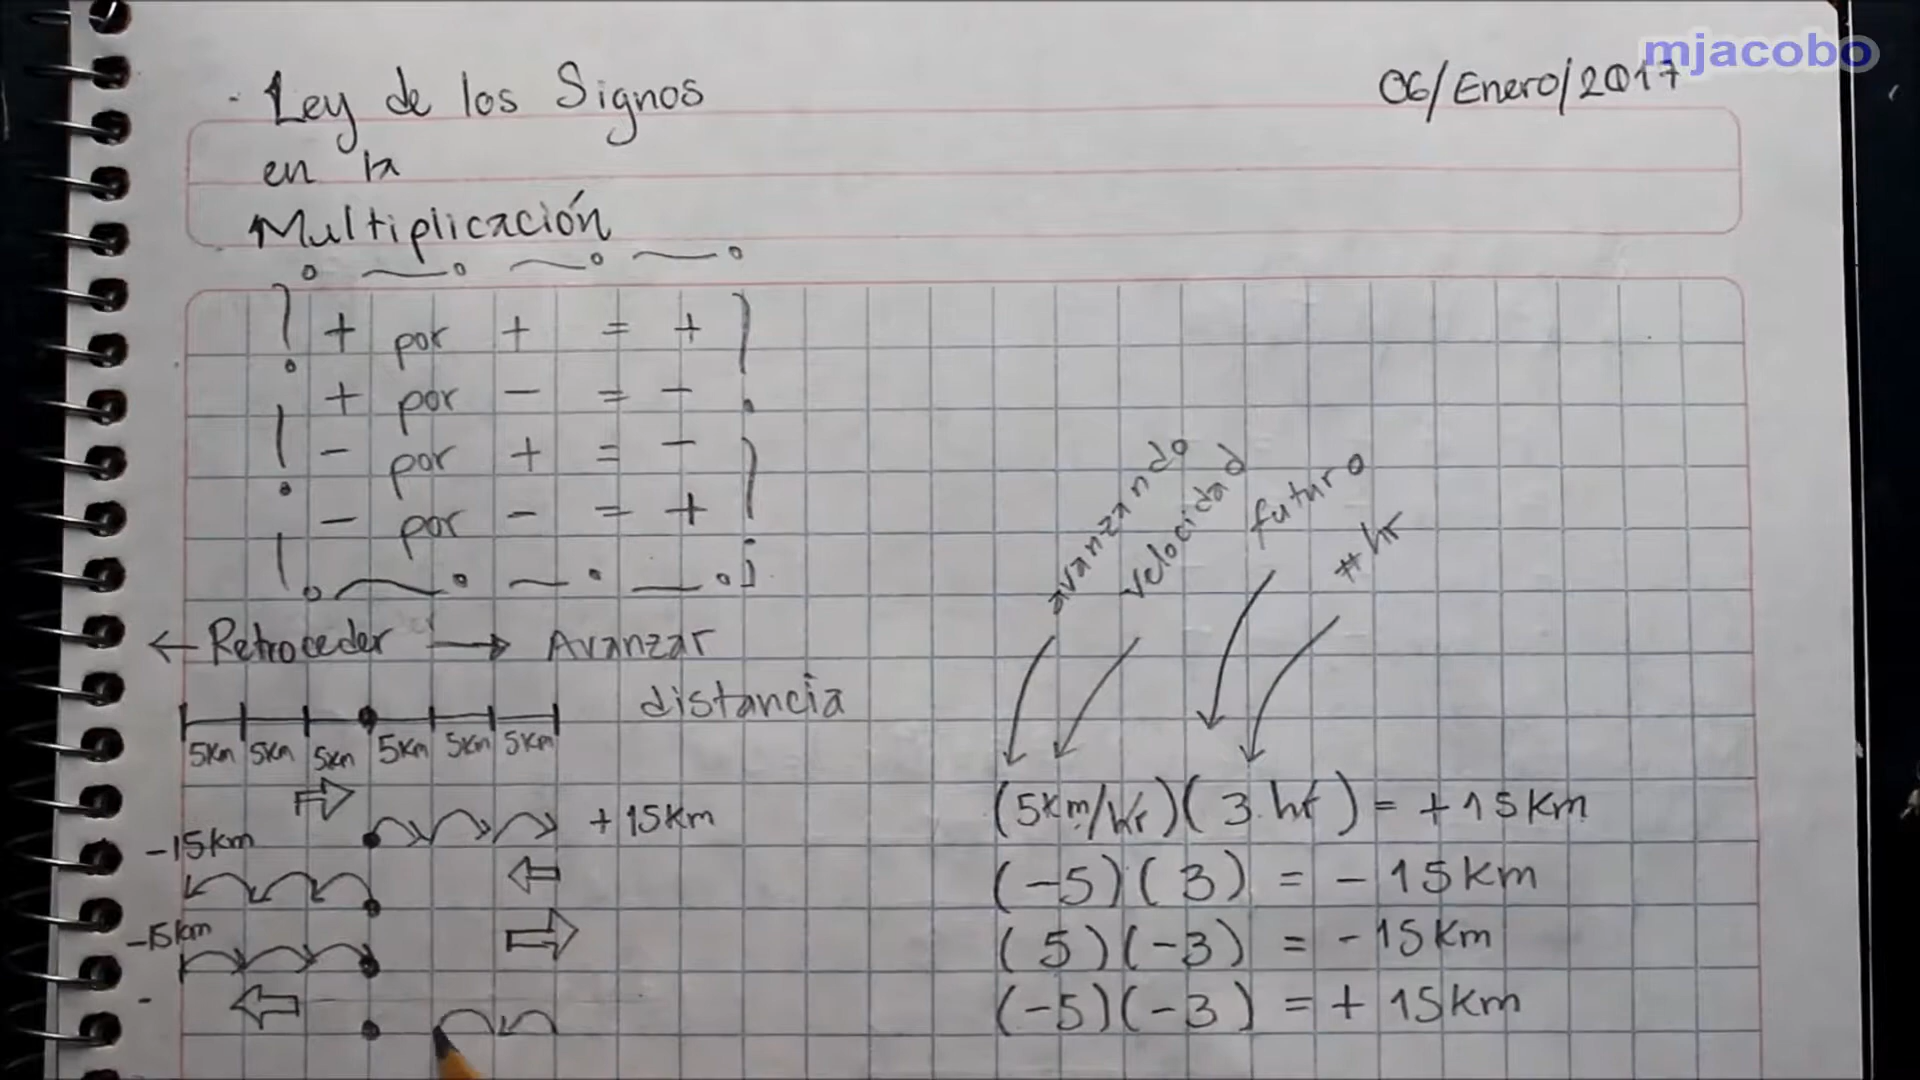 mjacobo
Ley de los Signos
06/Enero/2017
en la
Multiplicación
+ por + = +
+ por - = -
- por + = -
- por - = +
avanzando
velocidad
futuro
# hr
← Retroceder → Avanzar
distancia
5Km 5Km 5Km 5Km 5Km 5Km
+15Km
(5Km/hr)(3 hr) = +15Km
-15Km
(-5)(3) = -15Km
-15Km
(5)(-3) = -15Km
-
(-5)(-3) = +15Km